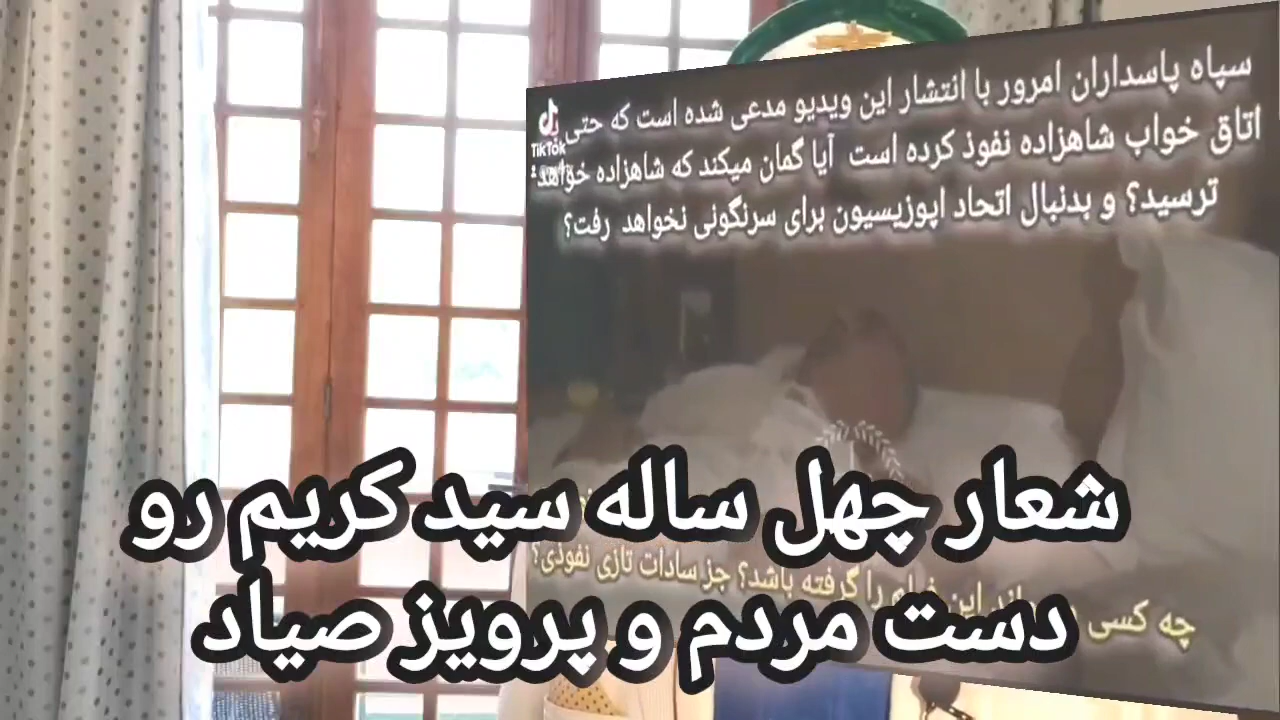 سپاه پاسداران امرور با انتشار این ویدیو مدعی شده است که حتی
اتاق خواب شاهزاده نفوذ کرده است آیا گمان میکند که شاهزاده خواهد
ترسید؟ و بدنبال اتحاد اپوزیسیون برای سرنگونی نخواهد رفت؟
TikTok
شعار چهل ساله سید کریم رو
دست مردم و پرویز صیاد
چه کسی این را گرفته باشد؟ جز سادات تازی نفوذی؟